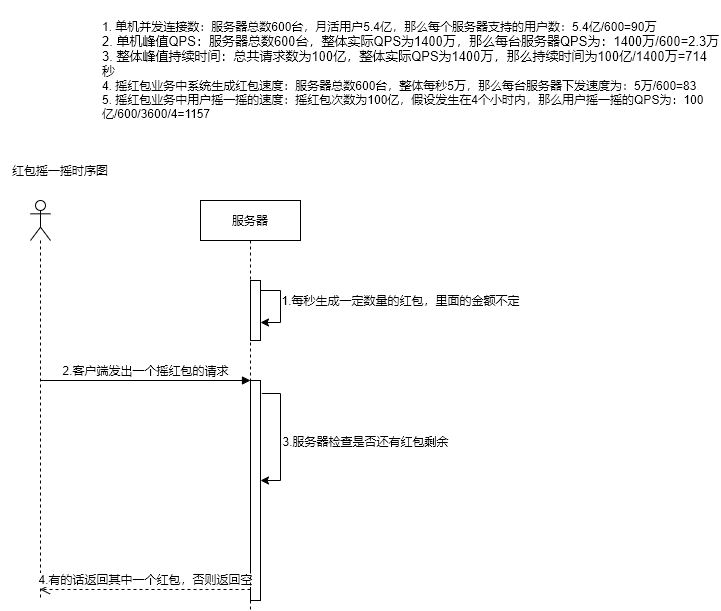 1. 单机并发连接数：服务器总数600台，月活用户5.4亿，那么每个服务器支持的用户数：5.4亿/600=90万
2. 单机峰值QPS：服务器总数600台，整体实际QPS为1400万，那么每台服务器QPS为：1400万/600=2.3万
3. 整体峰值持续时间：总共请求数为100亿，整体实际QPS为1400万，那么持续时间为100亿/1400万=714
秒
4. 摇红包业务中系统生成红包速度：服务器总数600台，整体每秒5万，那么每台服务器下发速度为：5万/600=83
5. 摇红包业务中用户摇一摇的速度：摇红包次数为100亿，假设发生在4个小时内，那么用户摇一摇的QPS为：100
亿/600/3600/4=1157
红包摇一摇时序图
服务器
1.每秒生成一定数量的红包，里面的金额不定
2.客户端发出一个摇红包的请求
3.服务器检查是否还有红包剩余
4.有的话返回其中一个红包，否则返回空